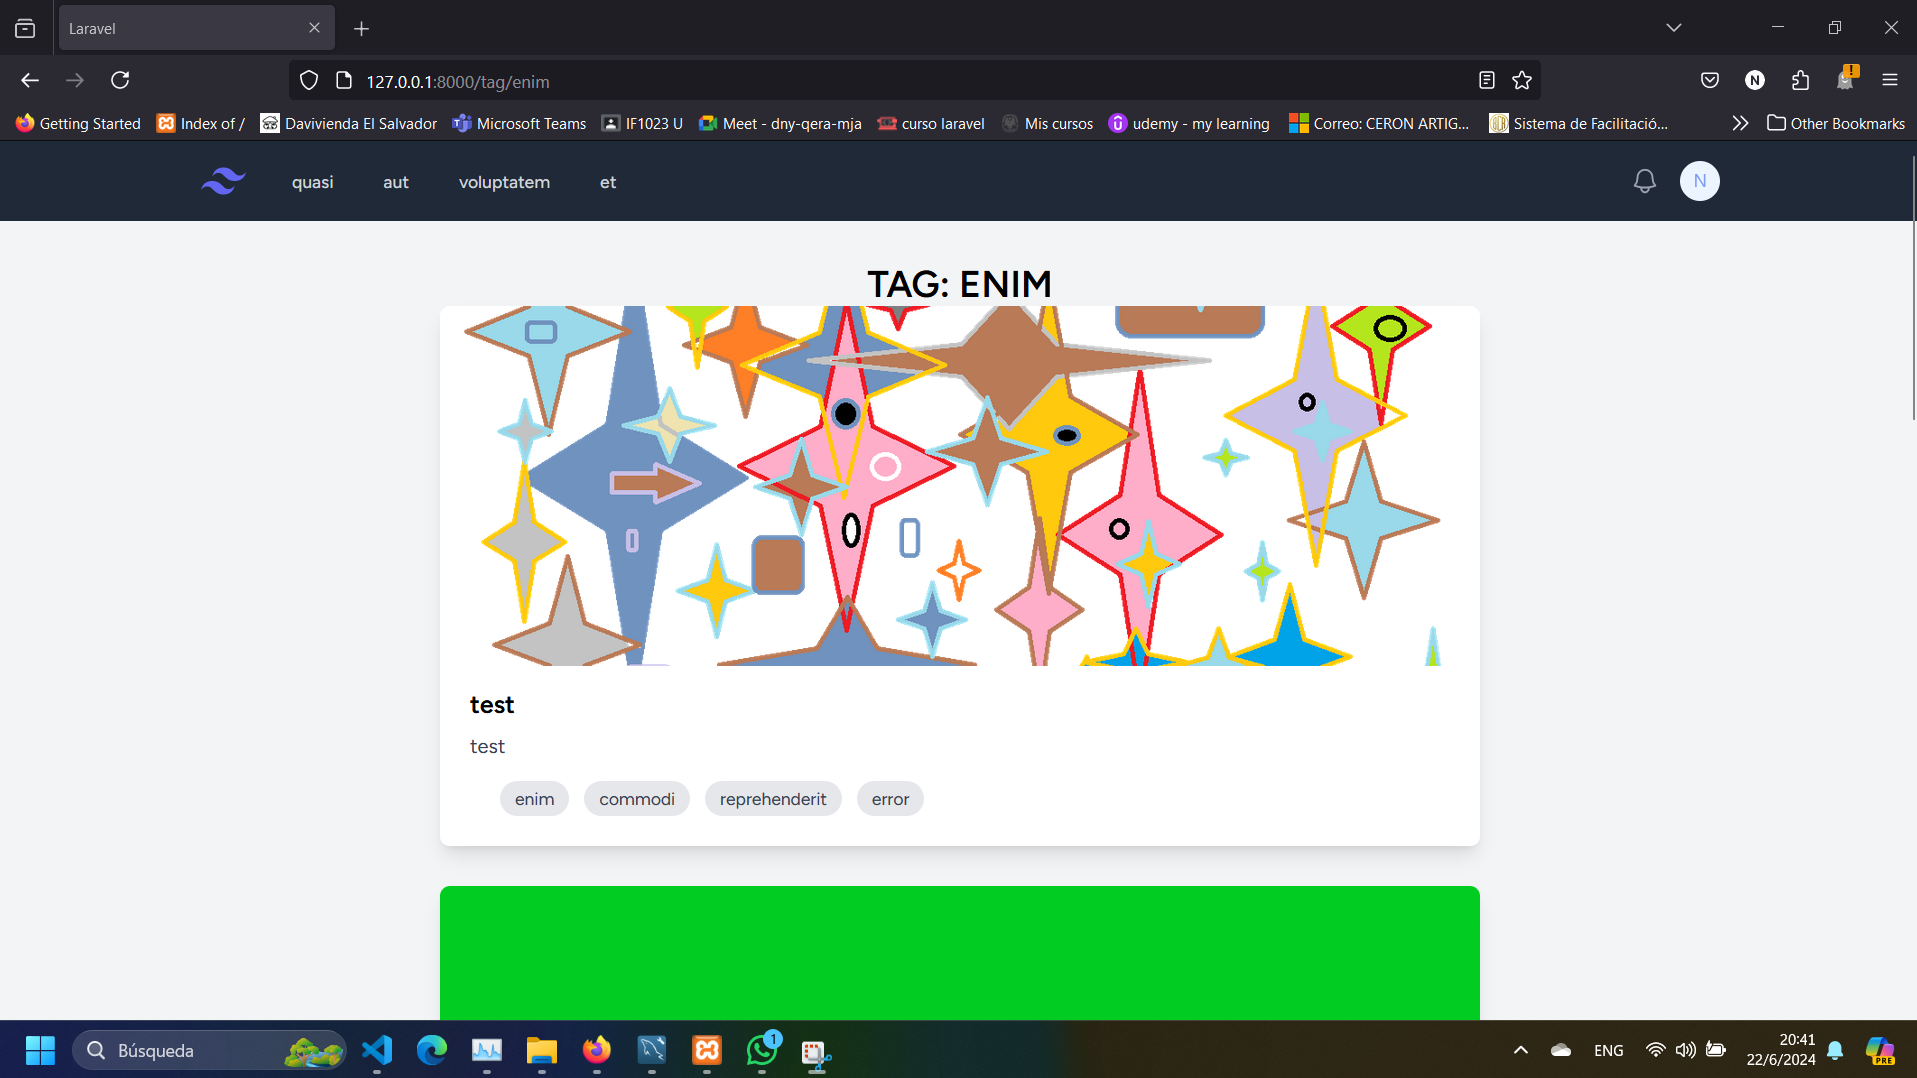 Laravel
127.0.0.1:8000/tag/enim
Getting Started Index of / Davivienda El Salvador Microsoft Teams IF1023 U Meet - dny-qera-mja curso laravel Mis cursos udemy - my learning Correo: CERON ARTIG... Sistema de Facilitació... Other Bookmarks
quasi aut voluptatem et N
TAG: ENIM
test
test
enim commodi reprehenderit error
Búsqueda 1 ENG 20:41
22/6/2024 PRE